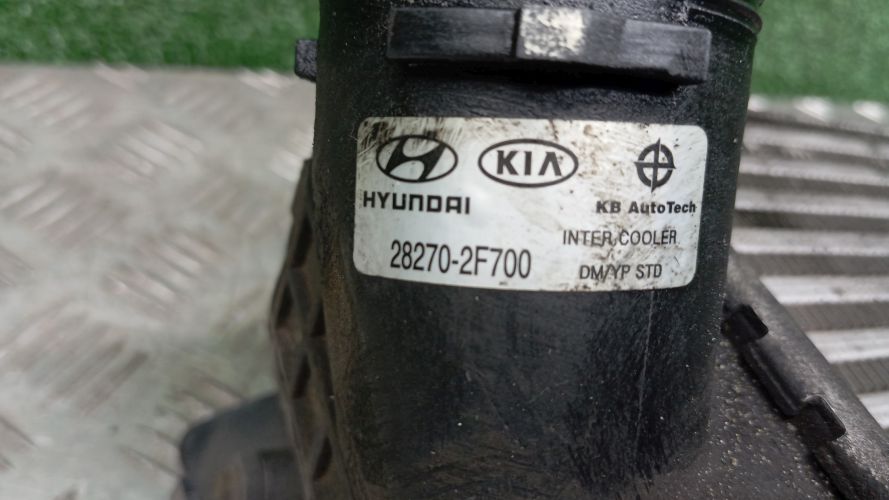 HYUNDAI
KIA
KB AutoTech
28270-2F700
INTER COOLER
DM/YP STD